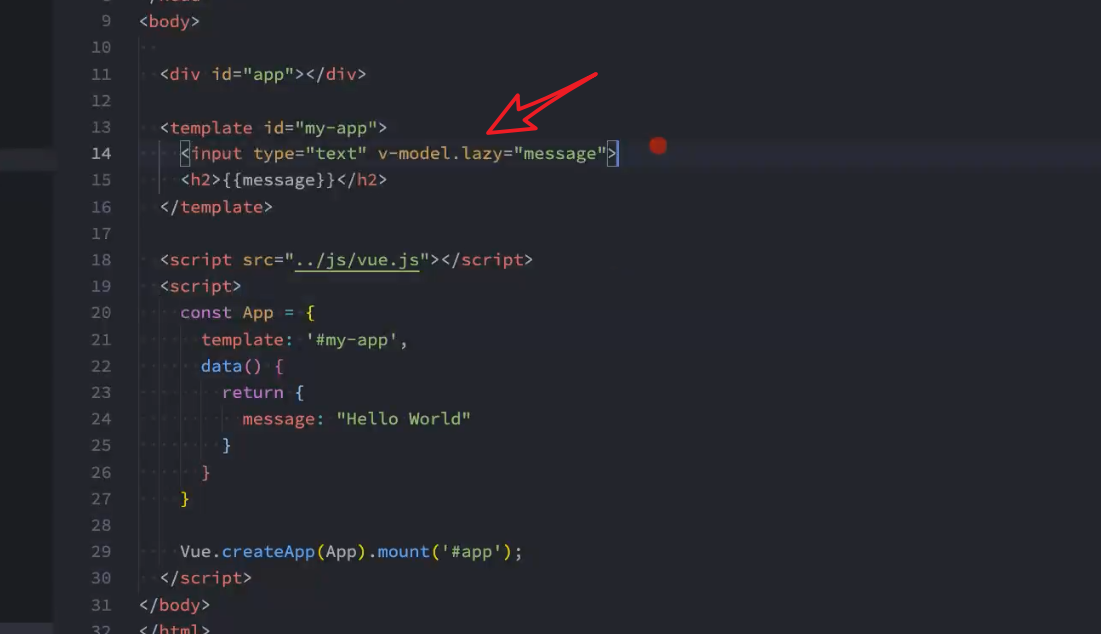 9 <body>
10
11 <div id="app"></div>
12
13 <template id="my-app">
14 <input type="text" v-model.lazy="message">
15 <h2>{{message}}</h2>
16 </template>
17
18 <script src="../js/vue.js"></script>
19 <script>
20 const App = {
21 template: '#my-app',
22 data() {
23 return {
24 message: "Hello World"
25 }
26 }
27 }
28
29 Vue.createApp(App).mount('#app');
30 </script>
31 </body>
32 </html>